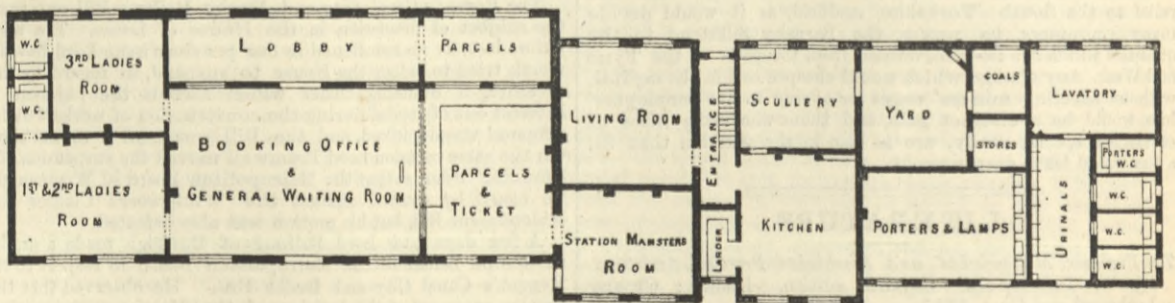 W.C.
W.C.
3RD LADIES
ROOM
1ST & 2ND LADIES
ROOM
LOBBY
BOOKING OFFICE
&
GENERAL WAITING ROOM
PARCELS
PARCELS
&
TICKET
LIVING ROOM
STATION MAMSTERS
ROOM
ENTRANCE
LARDER
SCULLERY
KITCHEN
YARD
COALS
STORES
PORTERS & LAMPS
LAVATORY
URINALS
PORTERS
W.C.
W.C.
W.C.
W.C.